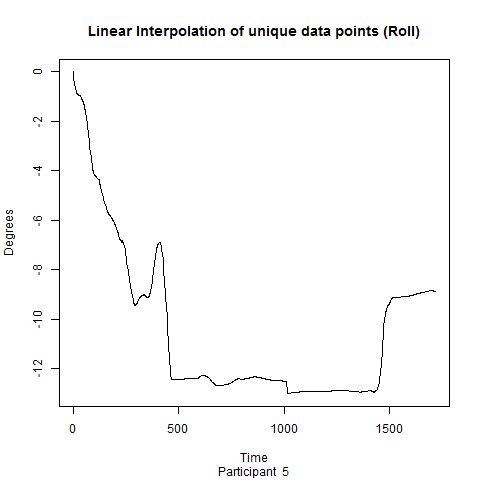 Linear Interpolation of unique data points (Roll)
0
-2
-4
-6
-8
-10
-12
Degrees
0 500 1000 1500
Time
Participant 5